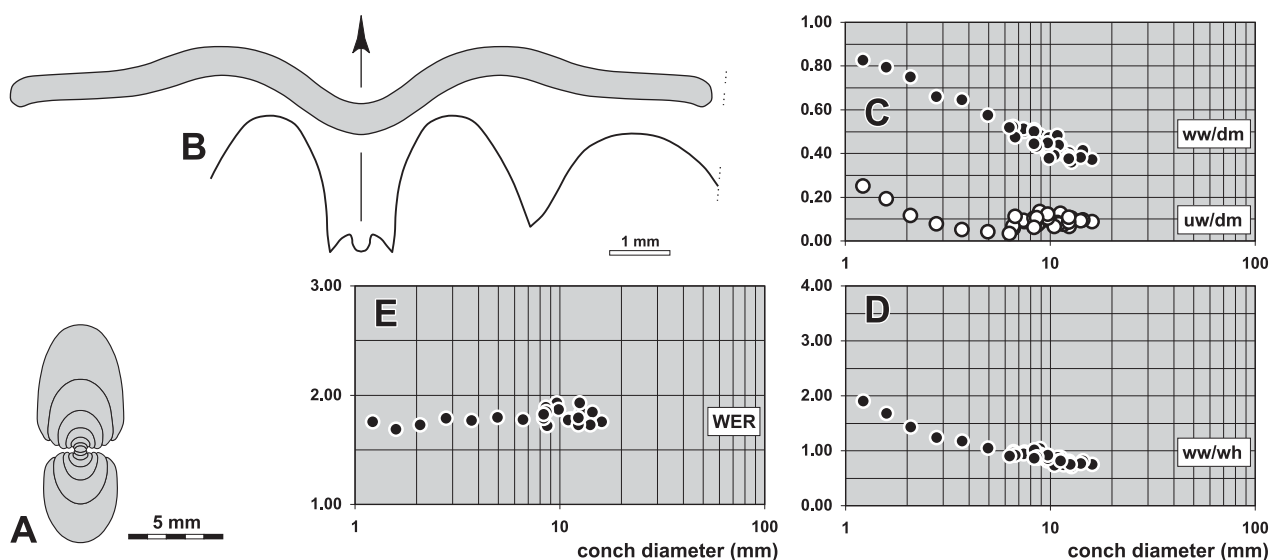 B
1 mm
A
5 mm
1.00
0.80
0.60
0.40
0.20
0.00
C
ww/dm
uw/dm
1 10 100
3.00
2.00
1.00
E
WER
1 10 100
conch diameter (mm)
4.00
3.00
2.00
1.00
0.00
D
ww/wh
1 10 100
conch diameter (mm)